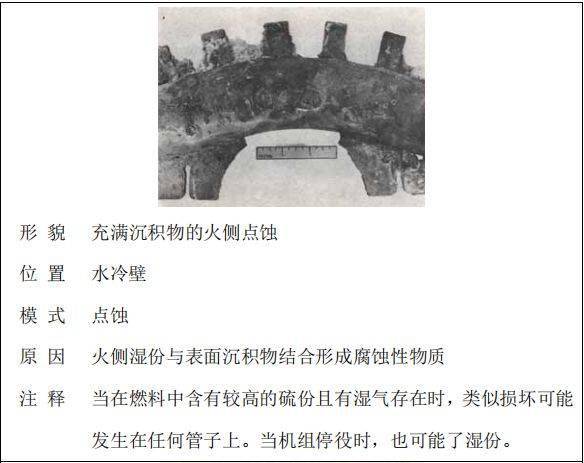 形 貌 充满沉积物的火侧点蚀
位 置 水冷壁
模 式 点蚀
原 因 火侧湿份与表面沉积物结合形成腐蚀性物质
注 释 当在燃料中含有较高的硫份且有湿气存在时，类似损坏可能
发生在任何管子上。当机组停役时，也可能了湿份。